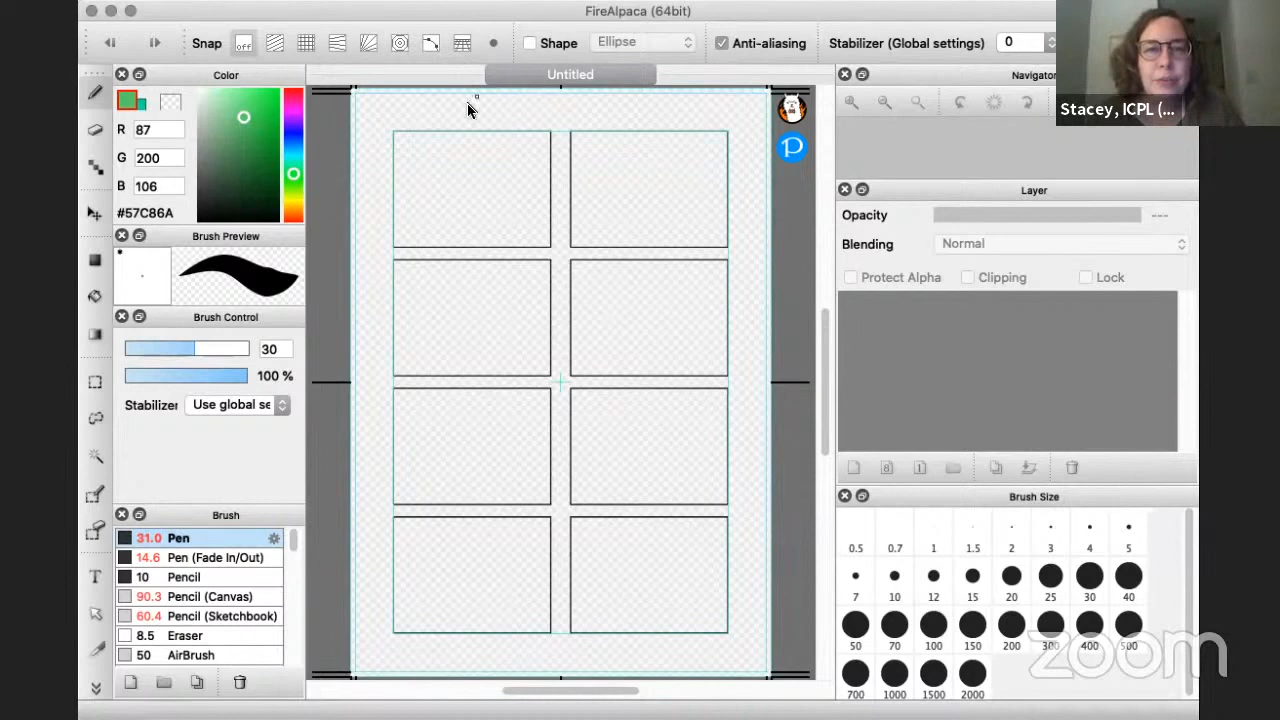 FireAlpaca (64bit)
Snap off Shape Ellipse Anti-aliasing Stabilizer (Global settings) 0
Stacey, ICPL (...
Color Untitled Navigator
R 87
G 200
B 106
#57C86A
Brush Preview
Brush Control
30
100 %
Stabilizer Use global se
Brush
31.0 Pen
14.6 Pen (Fade In/Out)
10 Pencil
90.3 Pencil (Canvas)
60.4 Pencil (Sketchbook)
8.5 Eraser
50 AirBrush
Layer
Opacity ---
Blending Normal
Protect Alpha Clipping Lock
8 1
Brush Size
0.5 0.7 1 1.5 2 3 4 5
7 10 12 15 20 25 30 40
50 70 100 150 200 300 400 500
700 1000 1500 2000
zoom